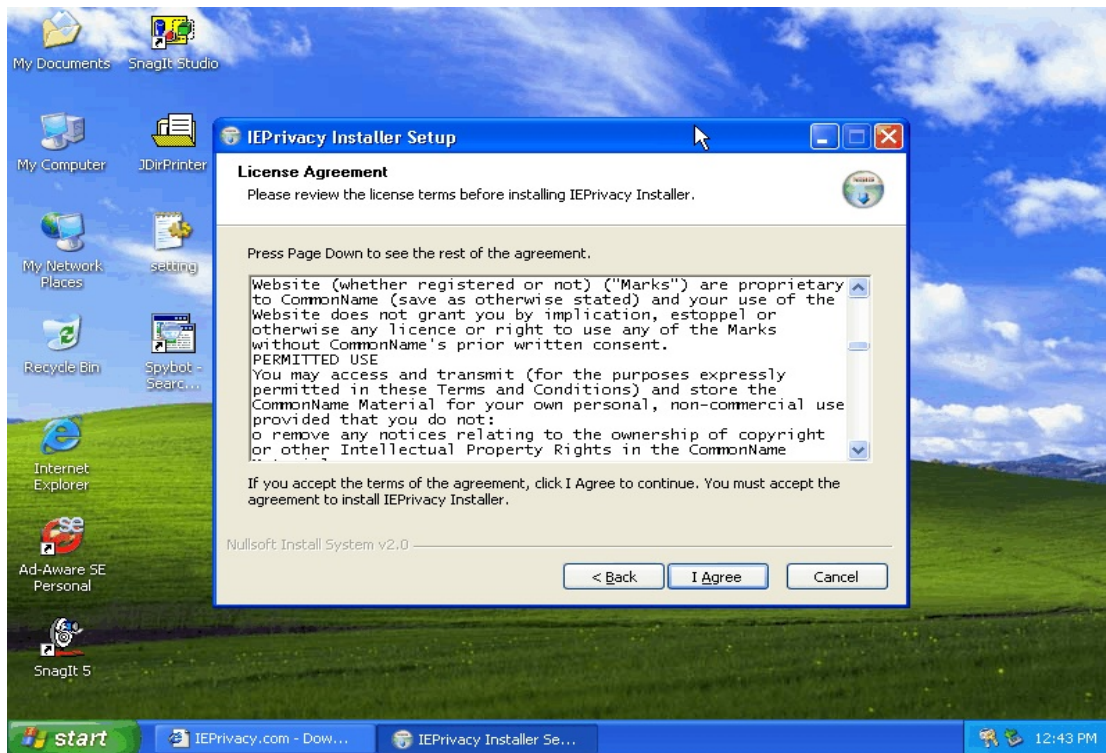 My Documents
SnagIt Studio
My Computer
JDirPrinter
My Network
Places
setting
Recycle Bin
Spybot -
Searc...
Internet
Explorer
Ad-Aware SE
Personal
SnagIt 5
IEPrivacy Installer Setup
License Agreement
Please review the license terms before installing IEPrivacy Installer.
Press Page Down to see the rest of the agreement.
Website (whether registered or not) ("Marks") are proprietary
to CommonName (save as otherwise stated) and your use of the
Website does not grant you by implication, estoppel or
otherwise any licence or right to use any of the Marks
without CommonName's prior written consent.
PERMITTED USE
You may access and transmit (for the purposes expressly
permitted in these Terms and Conditions) and store the
CommonName Material for your own personal, non-commercial use
provided that you do not:
o remove any notices relating to the ownership of copyright
or other Intellectual Property Rights in the CommonName
If you accept the terms of the agreement, click I Agree to continue. You must accept the
agreement to install IEPrivacy Installer.
Nullsoft Install System v2.0
< Back
I Agree
Cancel
start
IEPrivacy.com - Dow...
IEPrivacy Installer Se...
12:43 PM